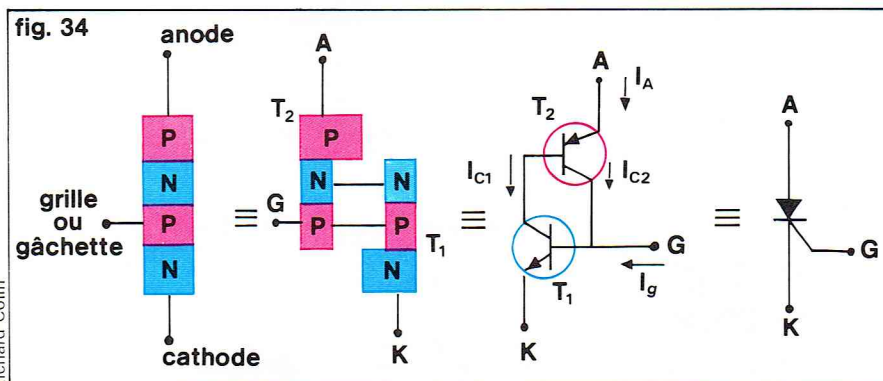 fig. 34
anode
P
N
P
N
grille
ou
gâchette
cathode
≡
A
T2
P
N
N
G
P
P
T1
N
K
≡
A
IA
T2
IC1
IC2
G
Ig
T1
K
≡
A
G
K